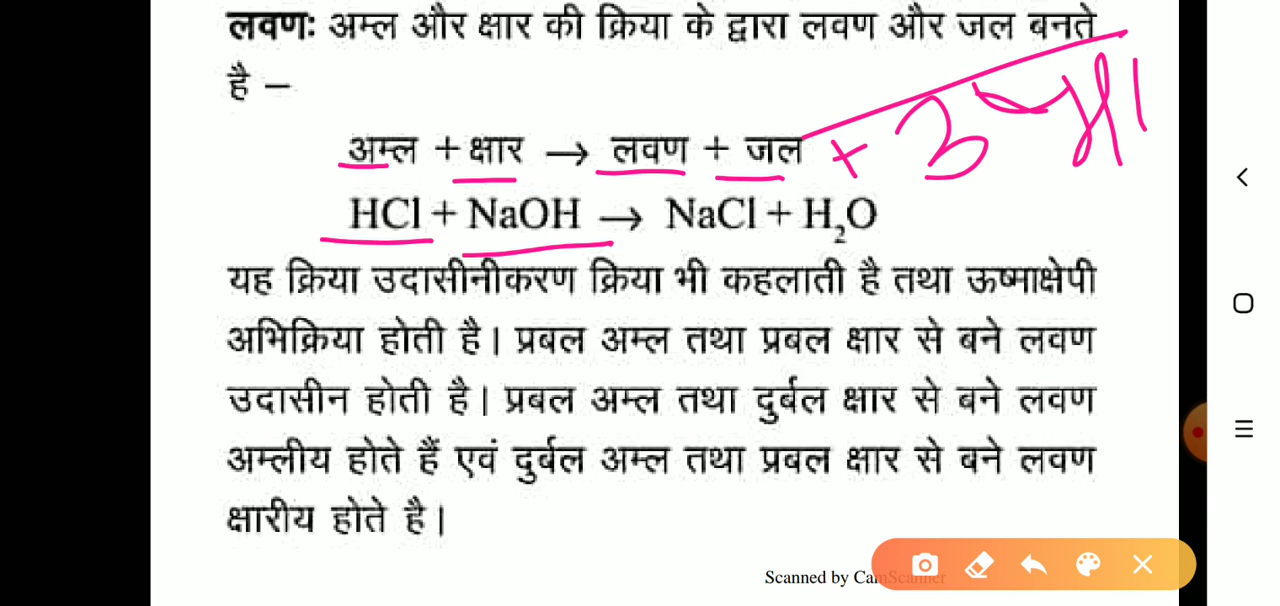 लवणः अम्ल और क्षार की क्रिया के द्वारा लवण और जल बनते
है –
अम्ल + क्षार → लवण + जल + उष्मा
HCl + NaOH → NaCl + H₂O
यह क्रिया उदासीनीकरण क्रिया भी कहलाती है तथा ऊष्माक्षेपी
अभिक्रिया होती है। प्रबल अम्ल तथा प्रबल क्षार से बने लवण
उदासीन होती है। प्रबल अम्ल तथा दुर्बल क्षार से बने लवण
अम्लीय होते हैं एवं दुर्बल अम्ल तथा प्रबल क्षार से बने लवण
क्षारीय होते है।
Scanned by CamScanner